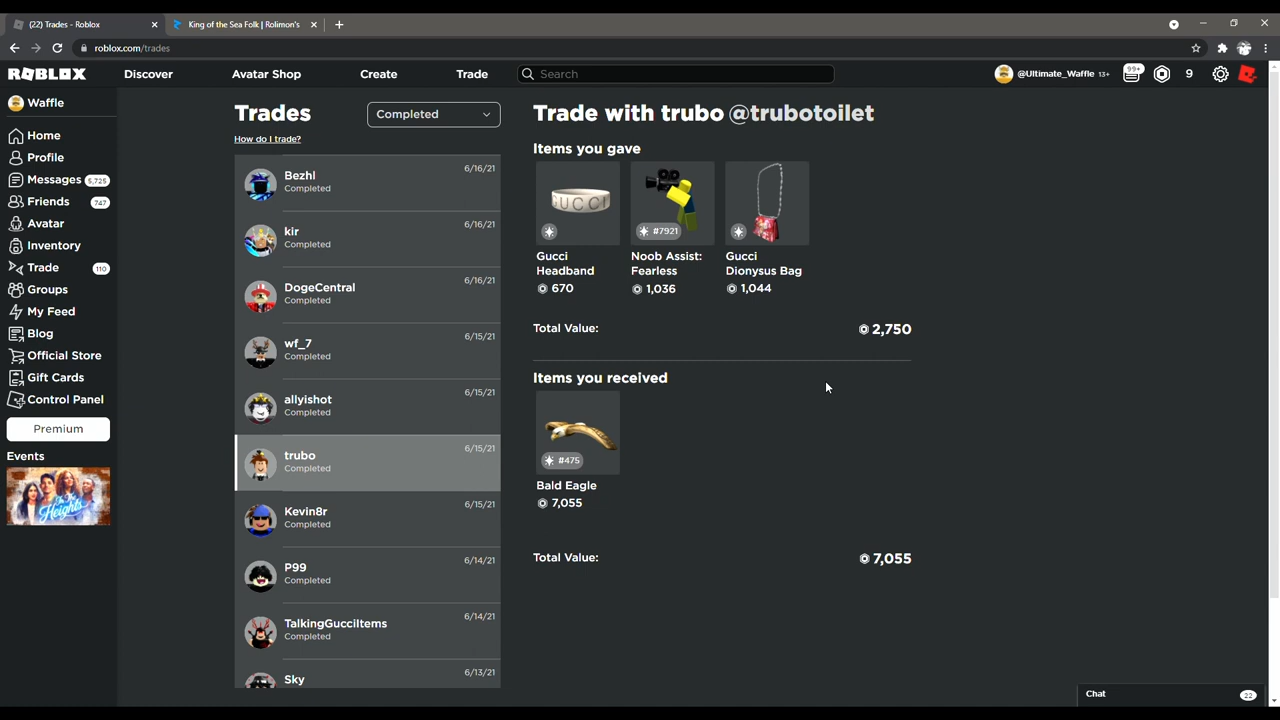 (22) Trades - Roblox
King of the Sea Folk | Rolimon's
roblox.com/trades
ROBLOX
Discover
Avatar Shop
Create
Trade
Search
@Ultimate_Waffle 13+
99+
9
Waffle
Home
Profile
Messages 5,725
Friends 747
Avatar
Inventory
Trade 110
Groups
My Feed
Blog
Official Store
Gift Cards
Control Panel
Premium
Events
In the Heights
Trades
Completed
How do I trade?
Bezhl 6/16/21
Completed
kir 6/16/21
Completed
DogeCentral 6/16/21
Completed
wf_7 6/15/21
Completed
allyishot 6/15/21
Completed
trubo 6/15/21
Completed
Kevin8r 6/15/21
Completed
P99 6/14/21
Completed
TalkingGucciItems 6/14/21
Completed
Sky 6/13/21
Trade with trubo @trubotoilet
Items you gave
GUCCI
#7921
Gucci
Headband
670
Noob Assist:
Fearless
1,036
Gucci
Dionysus Bag
1,044
Total Value: 2,750
Items you received
#475
Bald Eagle
7,055
Total Value: 7,055
Chat 22